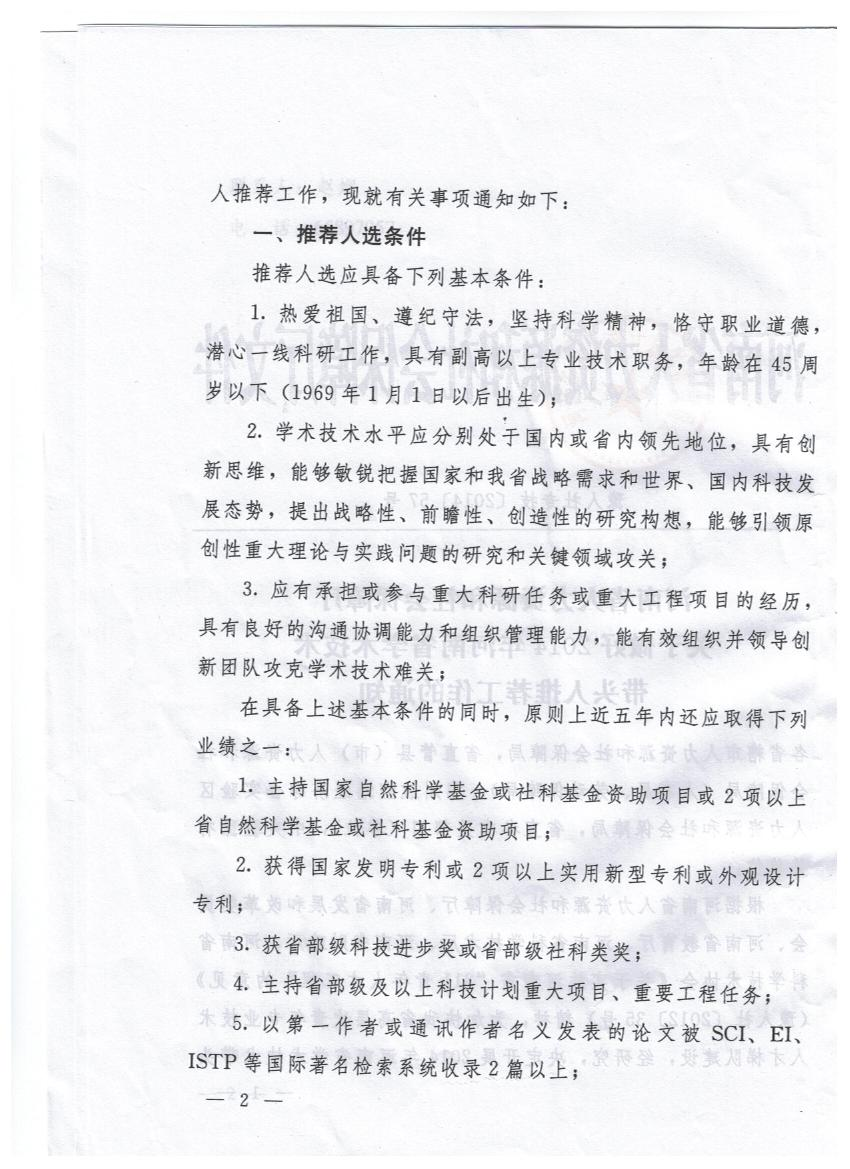 人推荐工作，现就有关事项通知如下：
一、推荐人选条件
推荐人选应具备下列基本条件：
1. 热爱祖国、遵纪守法，坚持科学精神，恪守职业道德，
潜心一线科研工作，具有副高以上专业技术职务，年龄在 45 周
岁以下（1969 年 1 月 1 日以后出生）；
2. 学术技术水平应分别处于国内或省内领先地位，具有创
新思维，能够敏锐把握国家和我省战略需求和世界、国内科技发
展态势，提出战略性、前瞻性、创造性的研究构想，能够引领原
创性重大理论与实践问题的研究和关键领域攻关；
3. 应有承担或参与重大科研任务或重大工程项目的经历，
具有良好的沟通协调能力和组织管理能力，能有效组织并领导创
新团队攻克学术技术难关；
在具备上述基本条件的同时，原则上近五年内还应取得下列
业绩之一：
1. 主持国家自然科学基金或社科基金资助项目或 2 项以上
省自然科学基金或社科基金资助项目；
2. 获得国家发明专利或 2 项以上实用新型专利或外观设计
专利；
3. 获省部级科技进步奖或省部级社科类奖；
4. 主持省部级及以上科技计划重大项目、重要工程任务；
5. 以第一作者或通讯作者名义发表的论文被 SCI、EI、
ISTP 等国际著名检索系统收录 2 篇以上；
— 2 —